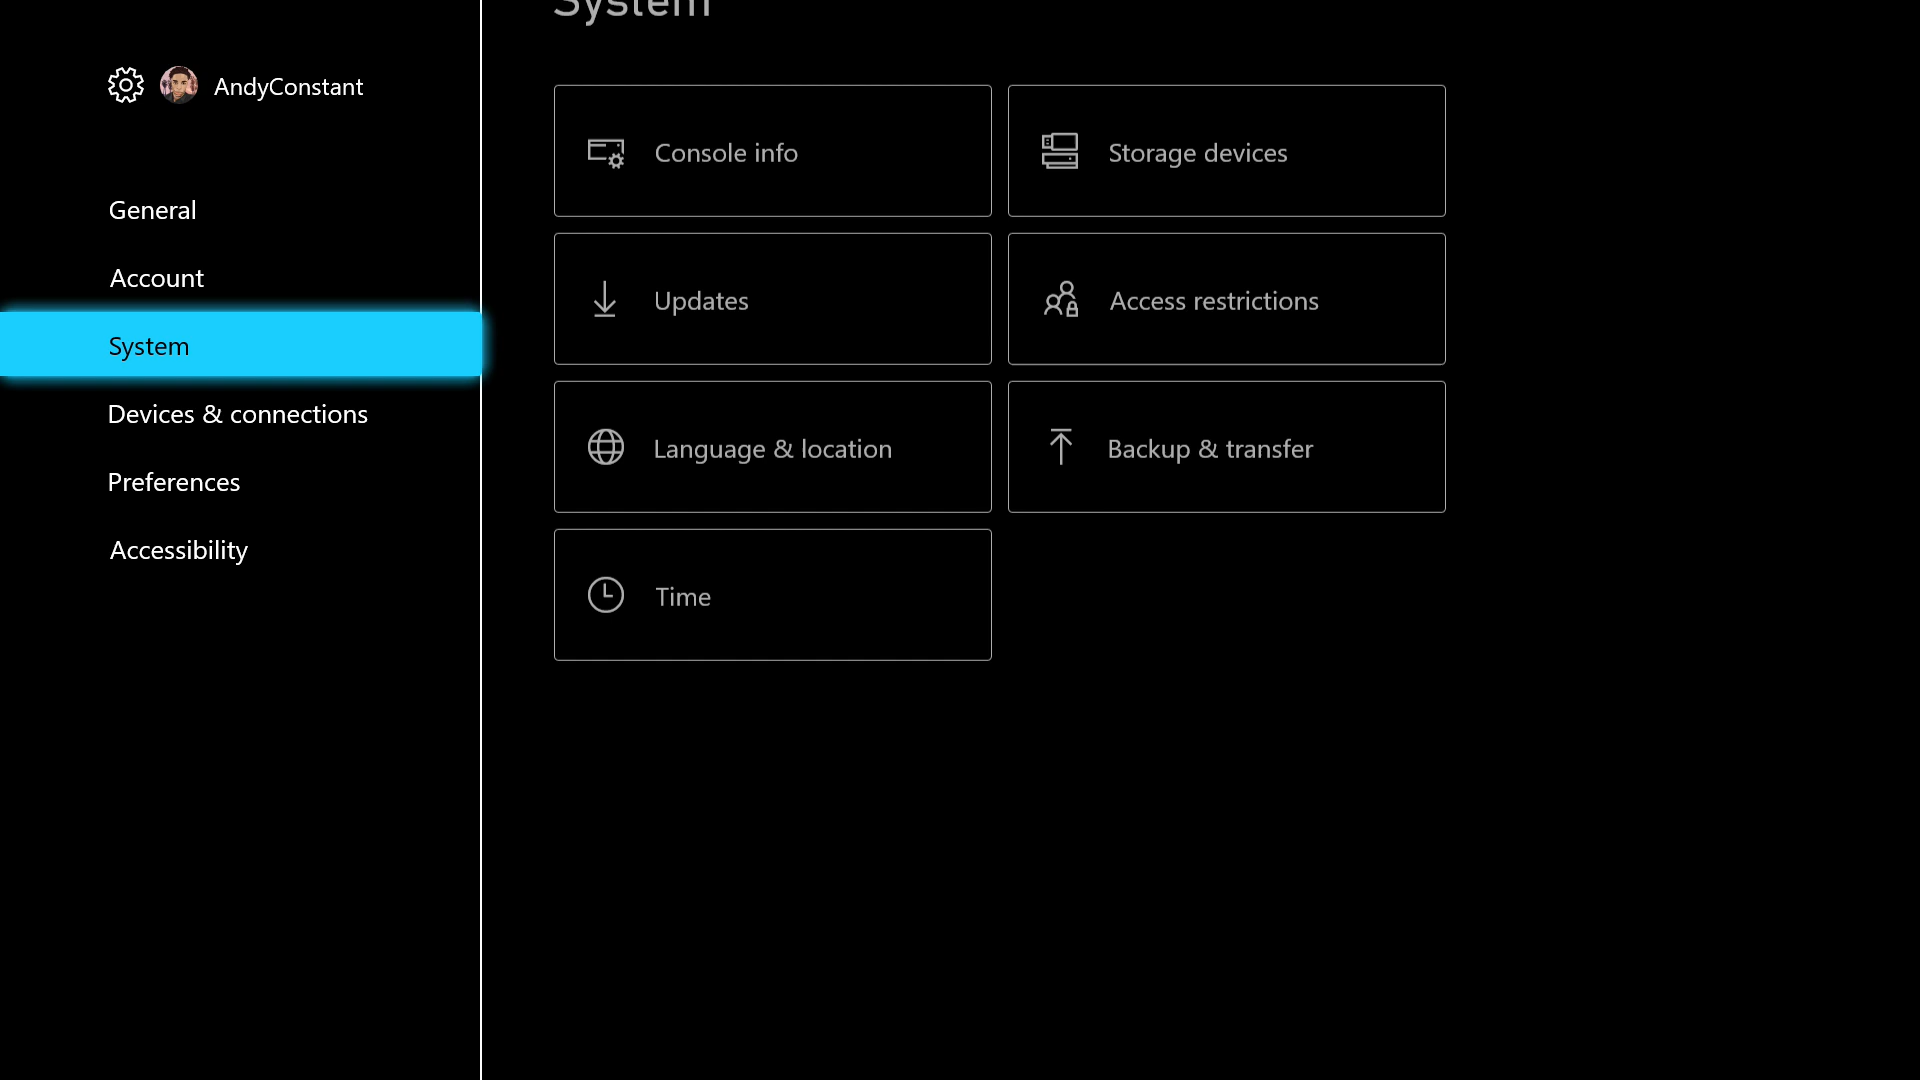 AndyConstant
General
Account
System
Devices & connections
Preferences
Accessibility
System
Console info
Storage devices
Updates
Access restrictions
Language & location
Backup & transfer
Time